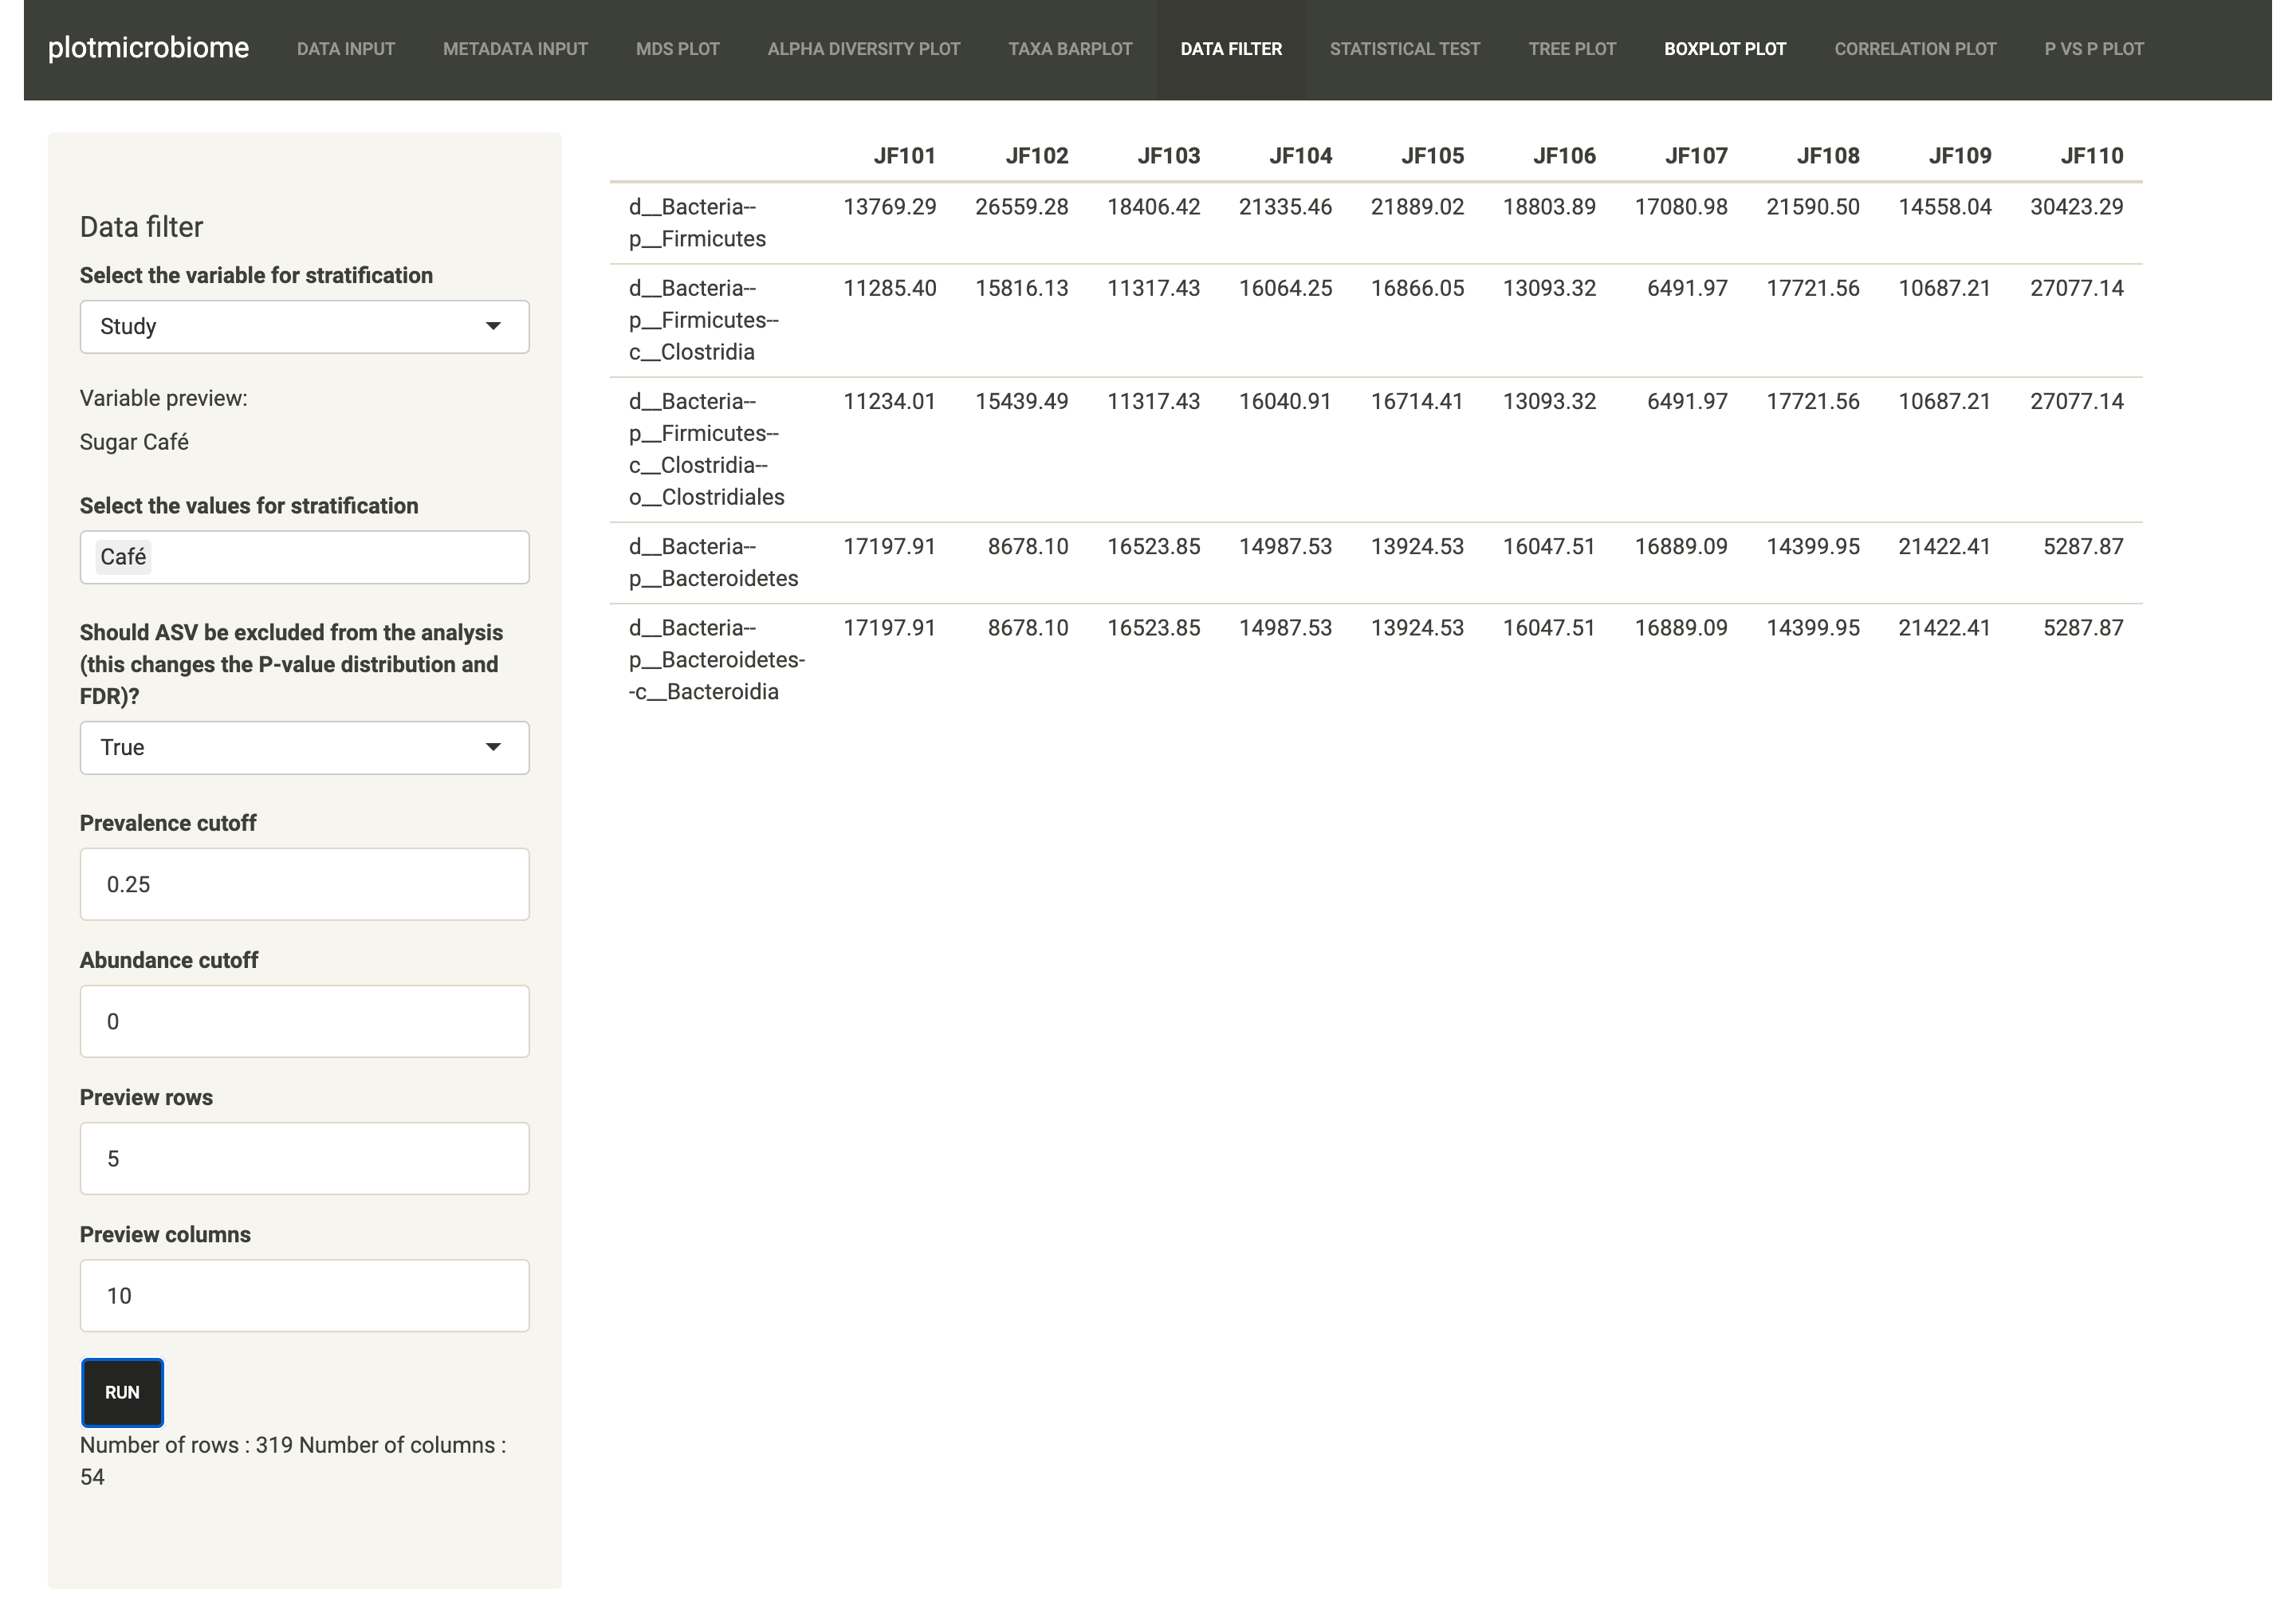 plotmicrobiome DATA INPUT METADATA INPUT MDS PLOT ALPHA DIVERSITY PLOT TAXA BARPLOT DATA FILTER STATISTICAL TEST TREE PLOT BOXPLOT PLOT CORRELATION PLOT P VS P PLOT
Data filter
Select the variable for stratification
Study
Variable preview:
Sugar Café
Select the values for stratification
Café
Should ASV be excluded from the analysis
(this changes the P-value distribution and
FDR)?
True
Prevalence cutoff
0.25
Abundance cutoff
0
Preview rows
5
Preview columns
10
RUN
Number of rows : 319 Number of columns :
54
JF101 JF102 JF103 JF104 JF105 JF106 JF107 JF108 JF109 JF110
d__Bacteria-- 13769.29 26559.28 18406.42 21335.46 21889.02 18803.89 17080.98 21590.50 14558.04 30423.29
p__Firmicutes
d__Bacteria-- 11285.40 15816.13 11317.43 16064.25 16866.05 13093.32 6491.97 17721.56 10687.21 27077.14
p__Firmicutes--
c__Clostridia
d__Bacteria-- 11234.01 15439.49 11317.43 16040.91 16714.41 13093.32 6491.97 17721.56 10687.21 27077.14
p__Firmicutes--
c__Clostridia--
o__Clostridiales
d__Bacteria-- 17197.91 8678.10 16523.85 14987.53 13924.53 16047.51 16889.09 14399.95 21422.41 5287.87
p__Bacteroidetes
d__Bacteria-- 17197.91 8678.10 16523.85 14987.53 13924.53 16047.51 16889.09 14399.95 21422.41 5287.87
p__Bacteroidetes-
-c__Bacteroidia